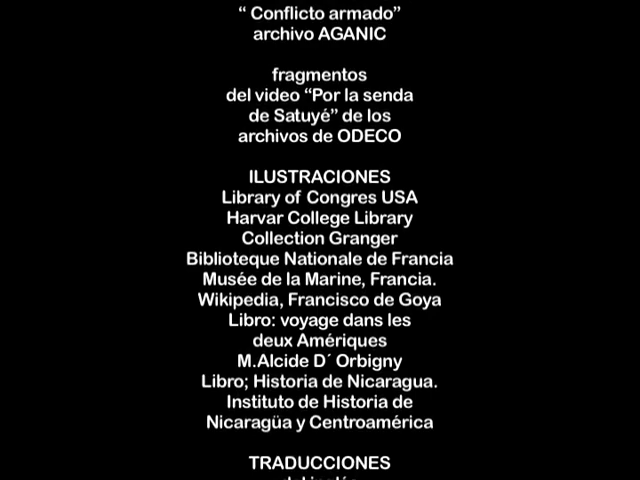 “ Conflicto armado”
archivo AGANIC
fragmentos
del video “Por la senda
de Satuyé” de los
archivos de ODECO
ILUSTRACIONES
Library of Congres USA
Harvar College Library
Collection Granger
Biblioteque Nationale de Francia
Musée de la Marine, Francia.
Wikipedia, Francisco de Goya
Libro: voyage dans les
deux Amériques
M.Alcide D´ Orbigny
Libro; Historia de Nicaragua.
Instituto de Historia de
Nicaragüa y Centroamérica
TRADUCCIONES